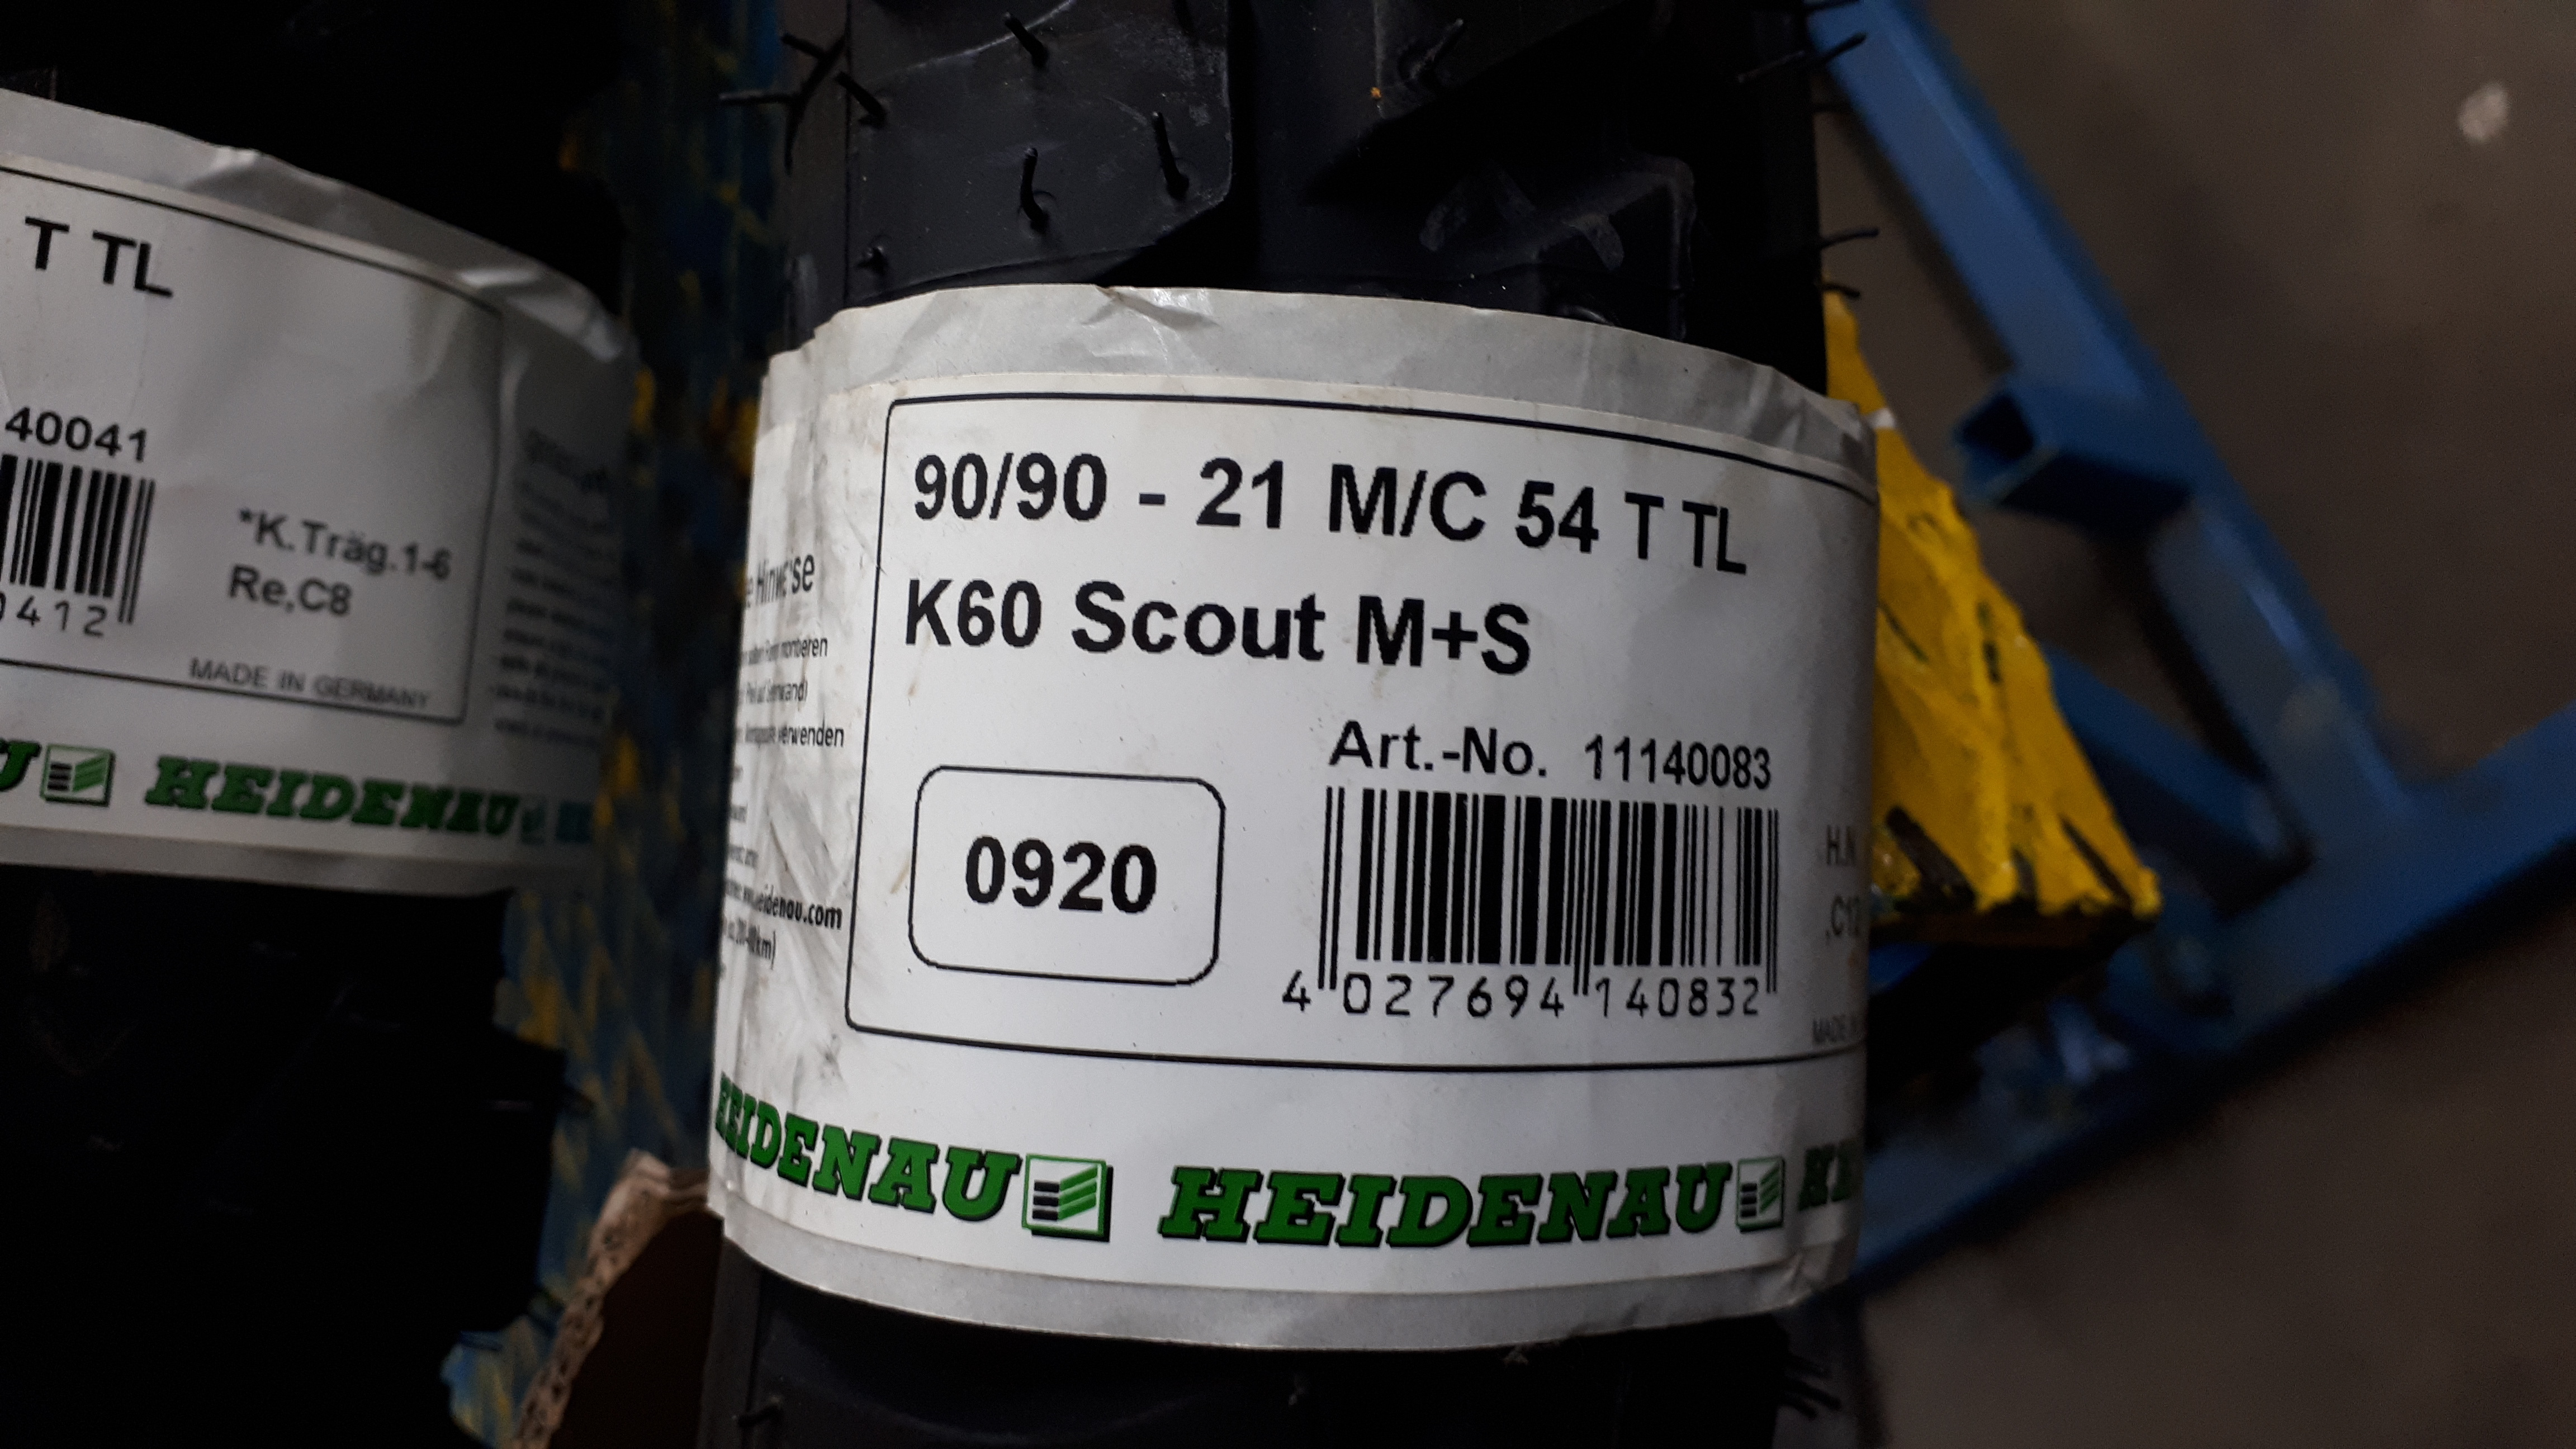 T TL
40041
*K.Träg.1-6
Re,C8
0412
MADE IN GERMANY
HEIDENAU
90/90 - 21 M/C 54 T TL
K60 Scout M+S
Art.-No. 11140083
0920
4 027694 140832
verwenden
HEIDENAU HEIDENAU